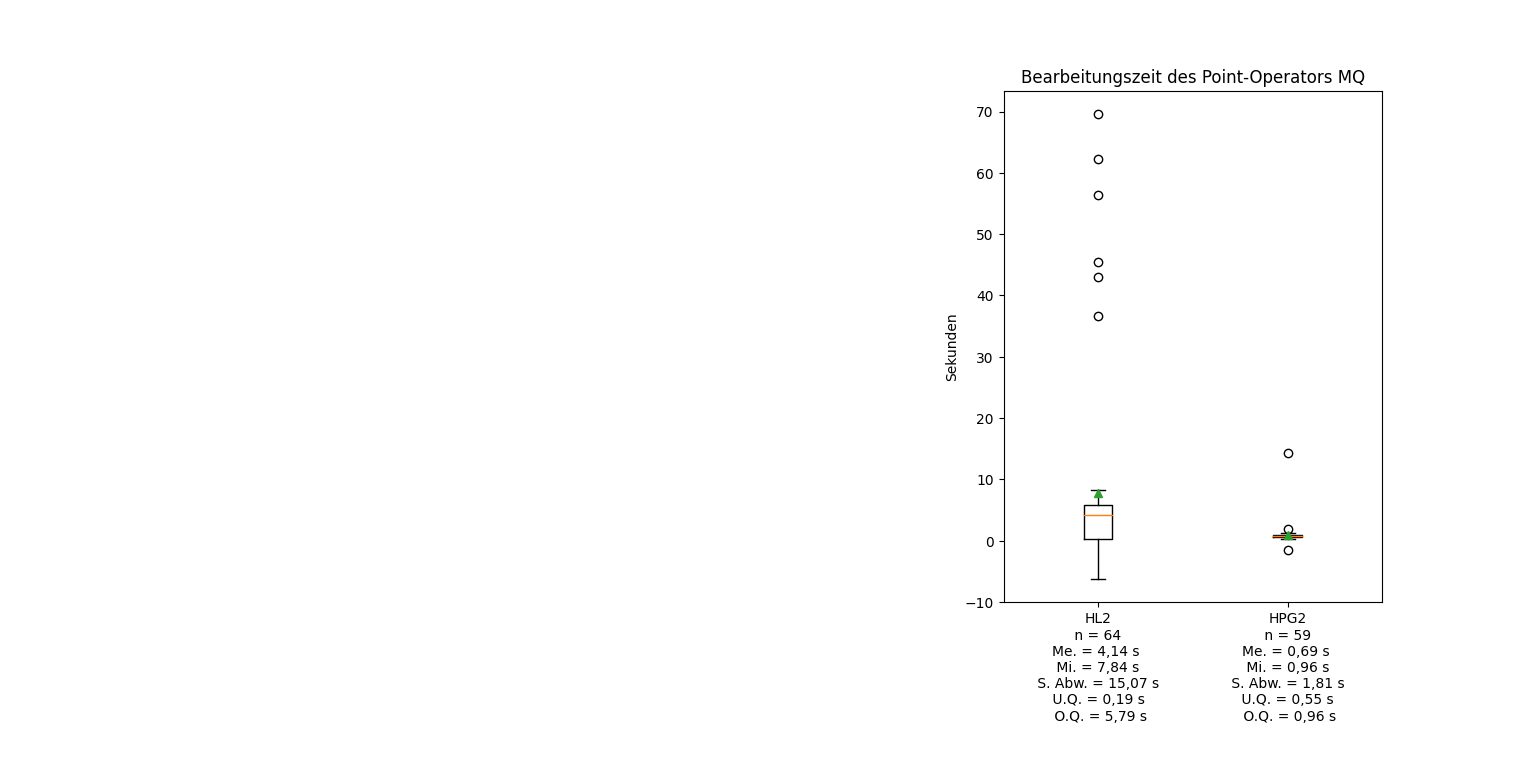 Bearbeitungszeit des Point-Operators MQ
70
60
50
40
30
20
10
0
−10
Sekunden
HL2
n = 64
Me. = 4,14 s
Mi. = 7,84 s
S. Abw. = 15,07 s
U.Q. = 0,19 s
O.Q. = 5,79 s
HPG2
n = 59
Me. = 0,69 s
Mi. = 0,96 s
S. Abw. = 1,81 s
U.Q. = 0,55 s
O.Q. = 0,96 s